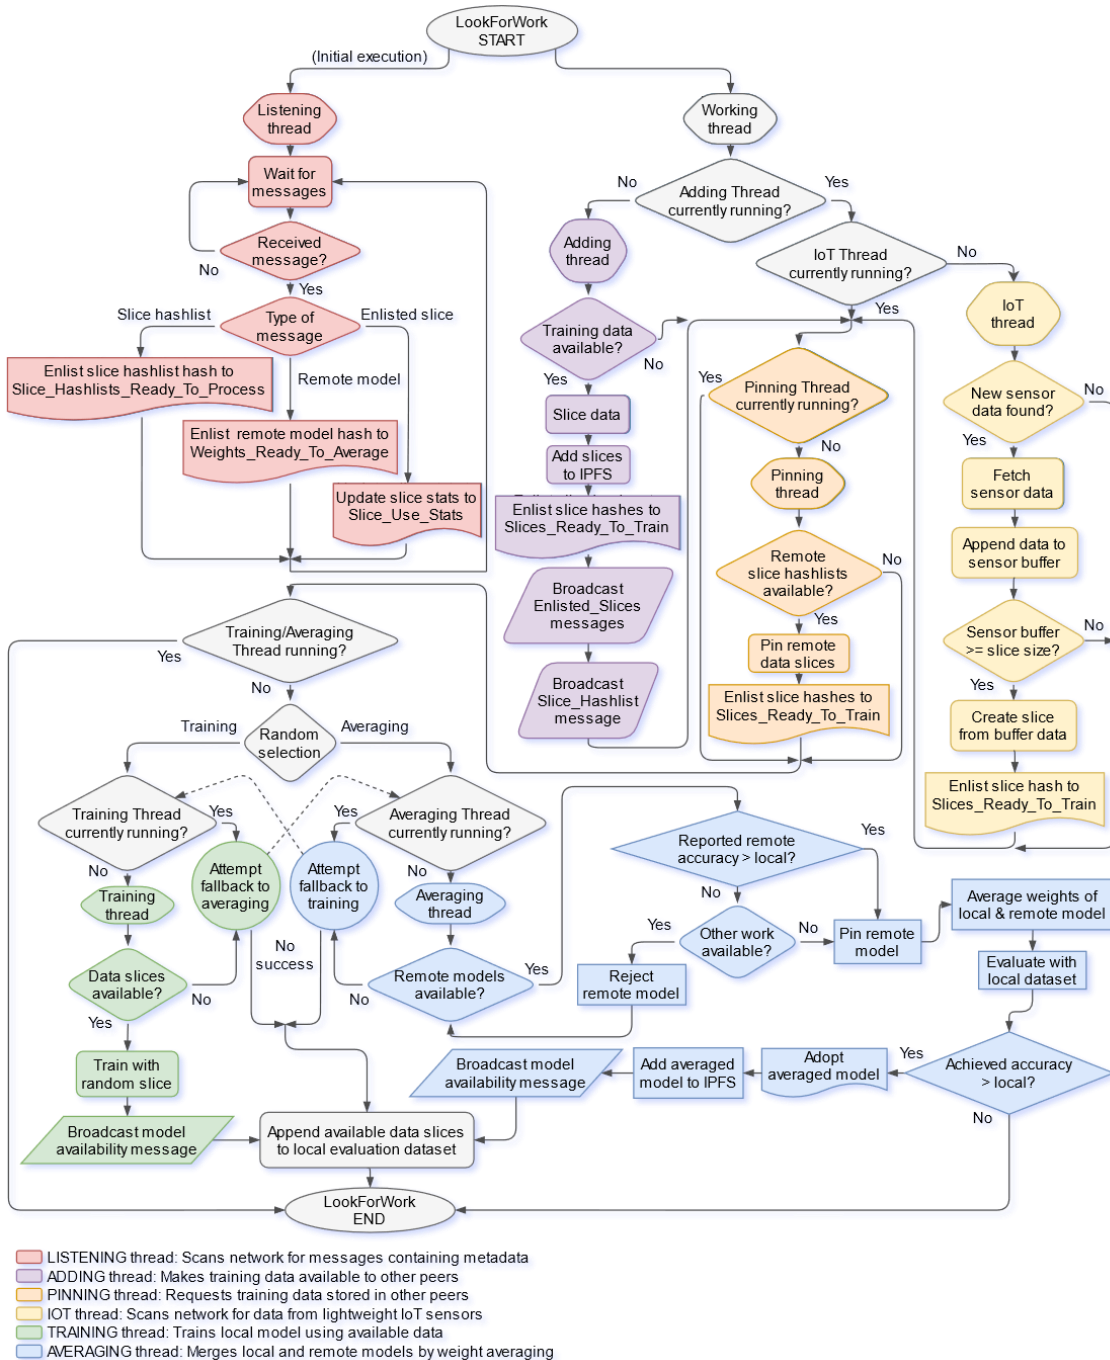 LookForWork
START
(Initial execution)
Listening
thread
Working
thread
Wait for
messages
No
Adding Thread
currently running?
Yes
Received
message?
No
Yes
Adding
thread
IoT Thread
currently running?
No
Yes
Slice hashlist
Type of
message
Enlisted slice
IoT
thread
Training data
available?
No
Yes
Enlist slice hashlist hash to
Slice_Hashlists_Ready_To_Process
Remote model
Yes
Pinning Thread
currently running?
No
New sensor
data found?
No
Yes
Slice data
Enlist remote model hash to
Weights_Ready_To_Average
Add slices
to IPFS
Pinning
thread
Fetch
sensor data
Update slice stats to
Slice_Use_Stats
Enlist slice hashes to
Slices_Ready_To_Train
Append data to
sensor buffer
Remote
slice hashlists
available?
No
Yes
Broadcast
Enlisted_Slices
messages
Training/Averaging
Thread running?
Yes
No
Sensor buffer
>= slice size?
No
Yes
Pin remote
data slices
Broadcast
Slice_Hashlist
message
Enlist slice hashes to
Slices_Ready_To_Train
Create slice
from buffer data
Training
Random
selection
Averaging
Enlist slice hash to
Slices_Ready_To_Train
Training Thread
currently running?
Yes
No
Yes
Averaging Thread
currently running?
No
Reported remote
accuracy > local?
Yes
No
Attempt
fallback to
averaging
Attempt
fallback to
training
Training
thread
Averaging
thread
Average weights of
local & remote model
Yes
Other work
available?
No
Pin remote
model
No
success
Data slices
available?
No
Yes
Remote models
available?
No
Yes
Reject
remote model
Evaluate with
local dataset
Train with
random slice
Broadcast model
availability message
Add averaged
model to IPFS
Adopt
averaged model
Yes
Achieved accuracy
> local?
No
Broadcast model
availability message
Append available data slices
to local evaluation dataset
LookForWork
END
LISTENING thread: Scans network for messages containing metadata
ADDING thread: Makes training data available to other peers
PINNING thread: Requests training data stored in other peers
IOT thread: Scans network for data from lightweight IoT sensors
TRAINING thread: Trains local model using available data
AVERAGING thread: Merges local and remote models by weight averaging